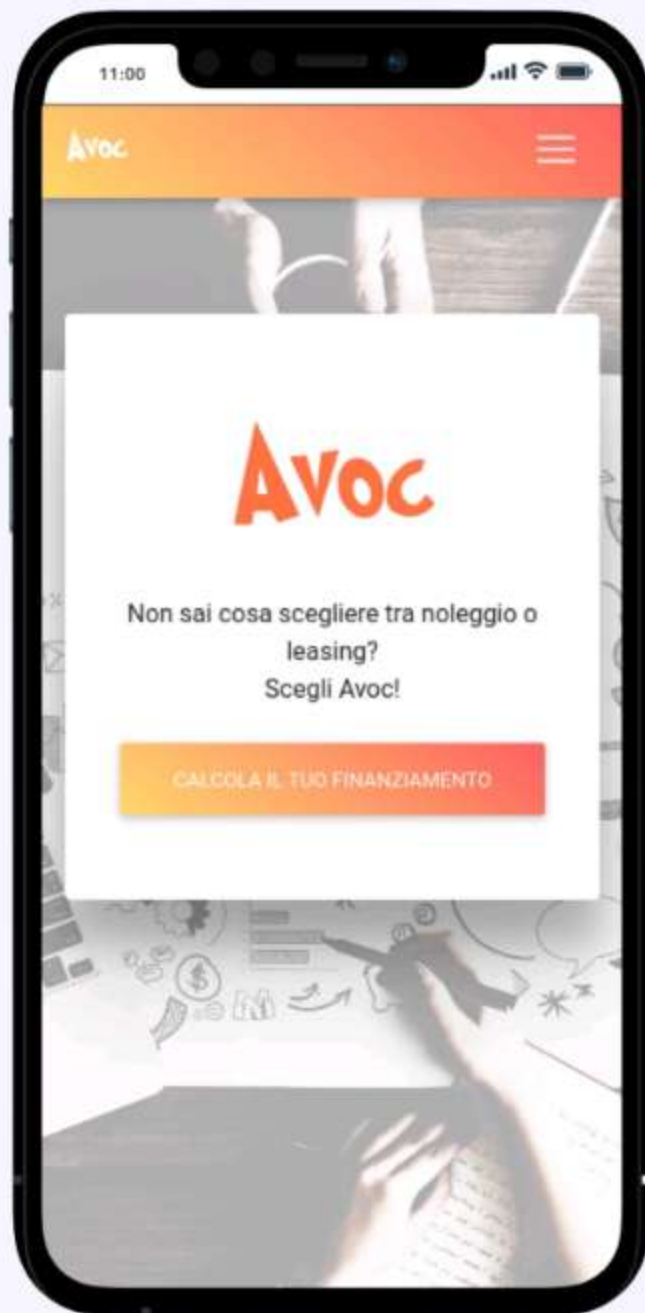 11:00
Avoc
Avoc
Non sai cosa scegliere tra noleggio o
leasing?
Scegli Avoc!
CALCOLA IL TUO FINANZIAMENTO